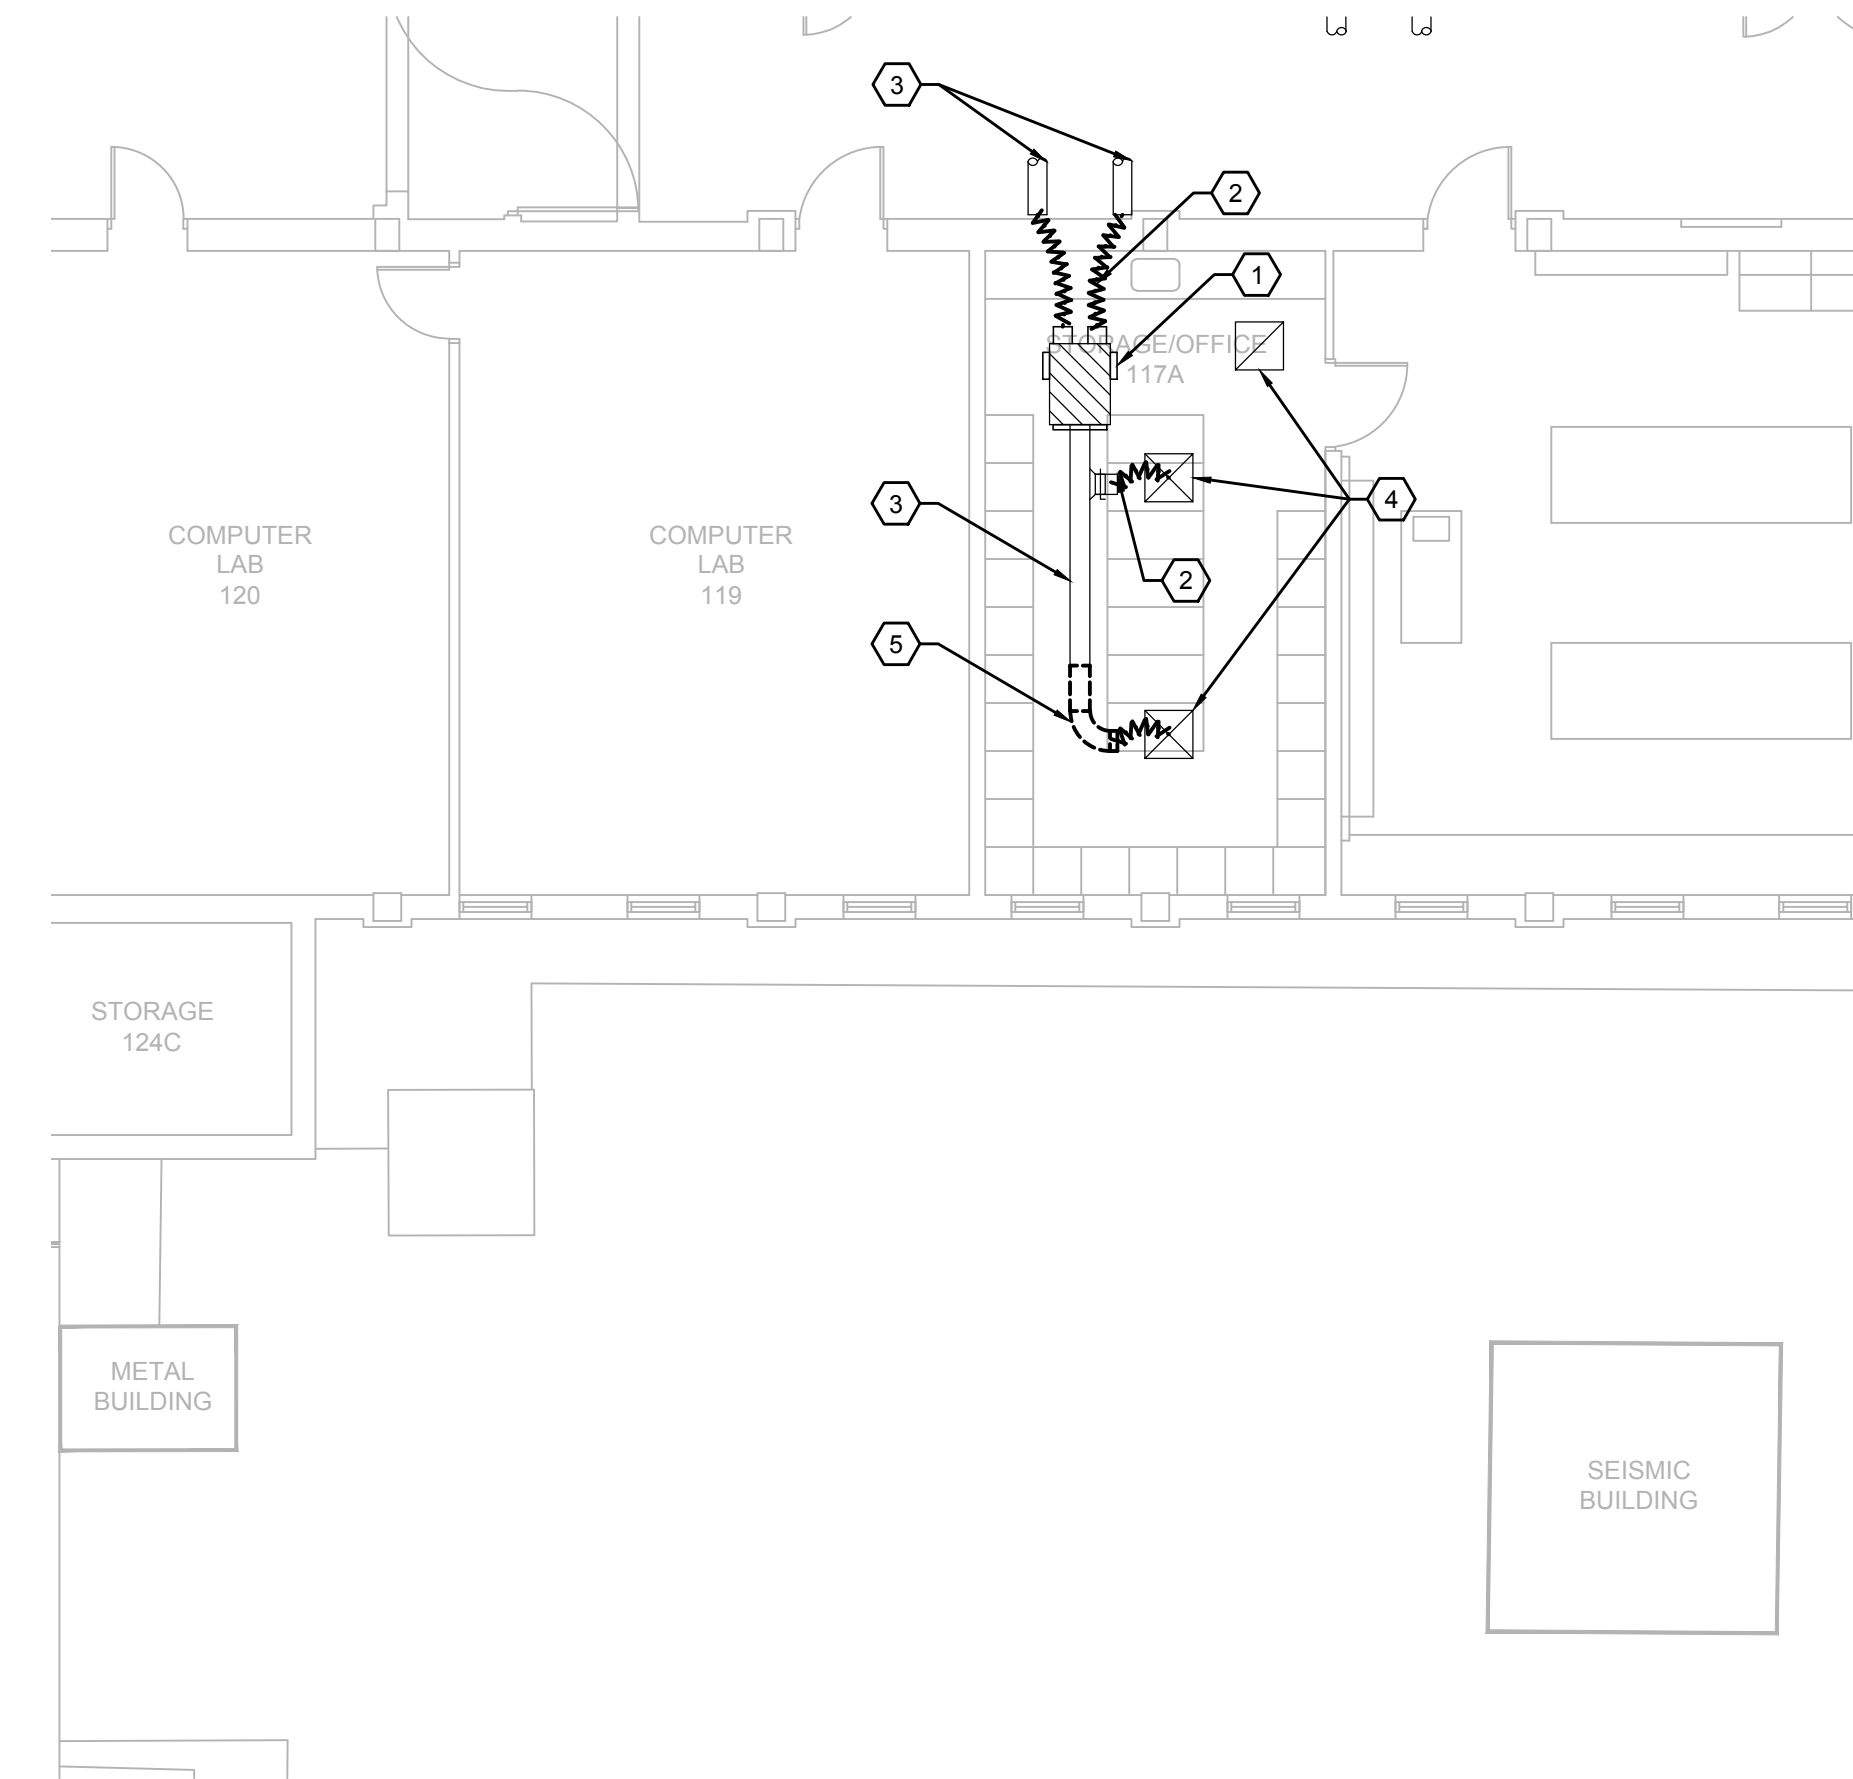 3
2
1
STORAGE/OFFICE
117A
4
3
2
COMPUTER
LAB
120
COMPUTER
LAB
119
5
STORAGE
124C
METAL
BUILDING
SEISMIC
BUILDING